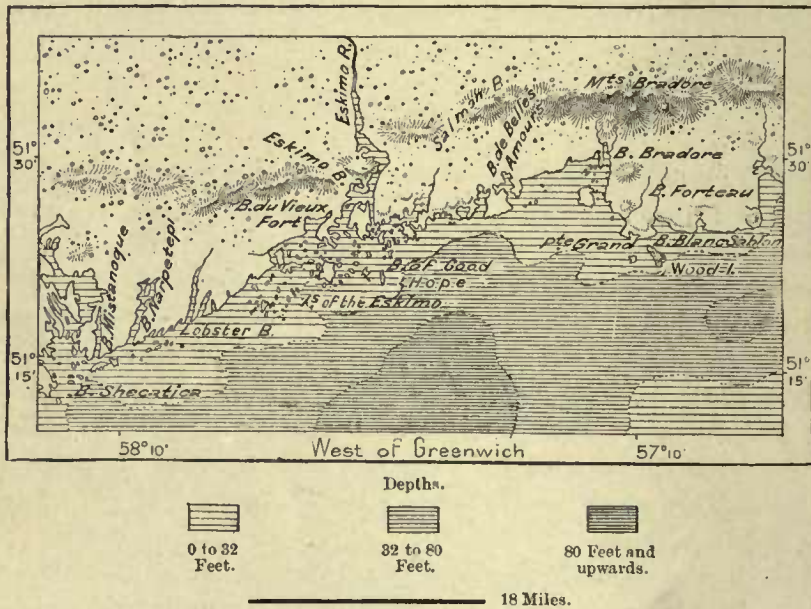 Eskimo R.
Salmon B.
Mts Bradore
51°
30'
51°
30'
Eskimo B.
B. de Belles
Amours
B. Bradore
B. Forteau
B. du Vieux
Fort
pte Grand
B. Blanc Sablon
Wood I.
B. of Good
Hope
Is of the Eskimo
B. Mistanoque
B. Narpetepi
Lobster B.
B. Shecatica
51°
15'
51°
15'
58°10'
West of Greenwich
57°10'
Depths.
0 to 32
Feet.
32 to 80
Feet.
80 Feet and
upwards.
18 Miles.